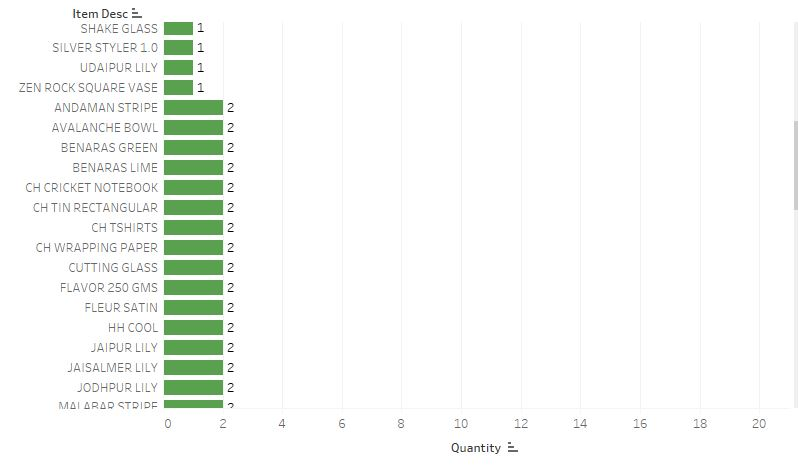 Item Desc
SHAKE GLASS 1
SILVER STYLER 1.0 1
UDAIPUR LILY 1
ZEN ROCK SQUARE VASE 1
ANDAMAN STRIPE 2
AVALANCHE BOWL 2
BENARAS GREEN 2
BENARAS LIME 2
CH CRICKET NOTEBOOK 2
CH TIN RECTANGULAR 2
CH TSHIRTS 2
CH WRAPPING PAPER 2
CUTTING GLASS 2
FLAVOR 250 GMS 2
FLEUR SATIN 2
HH COOL 2
JAIPUR LILY 2
JAISALMER LILY 2
JODHPUR LILY 2
MALABAR STRIPE 2
0 2 4 6 8 10 12 14 16 18 20
Quantity